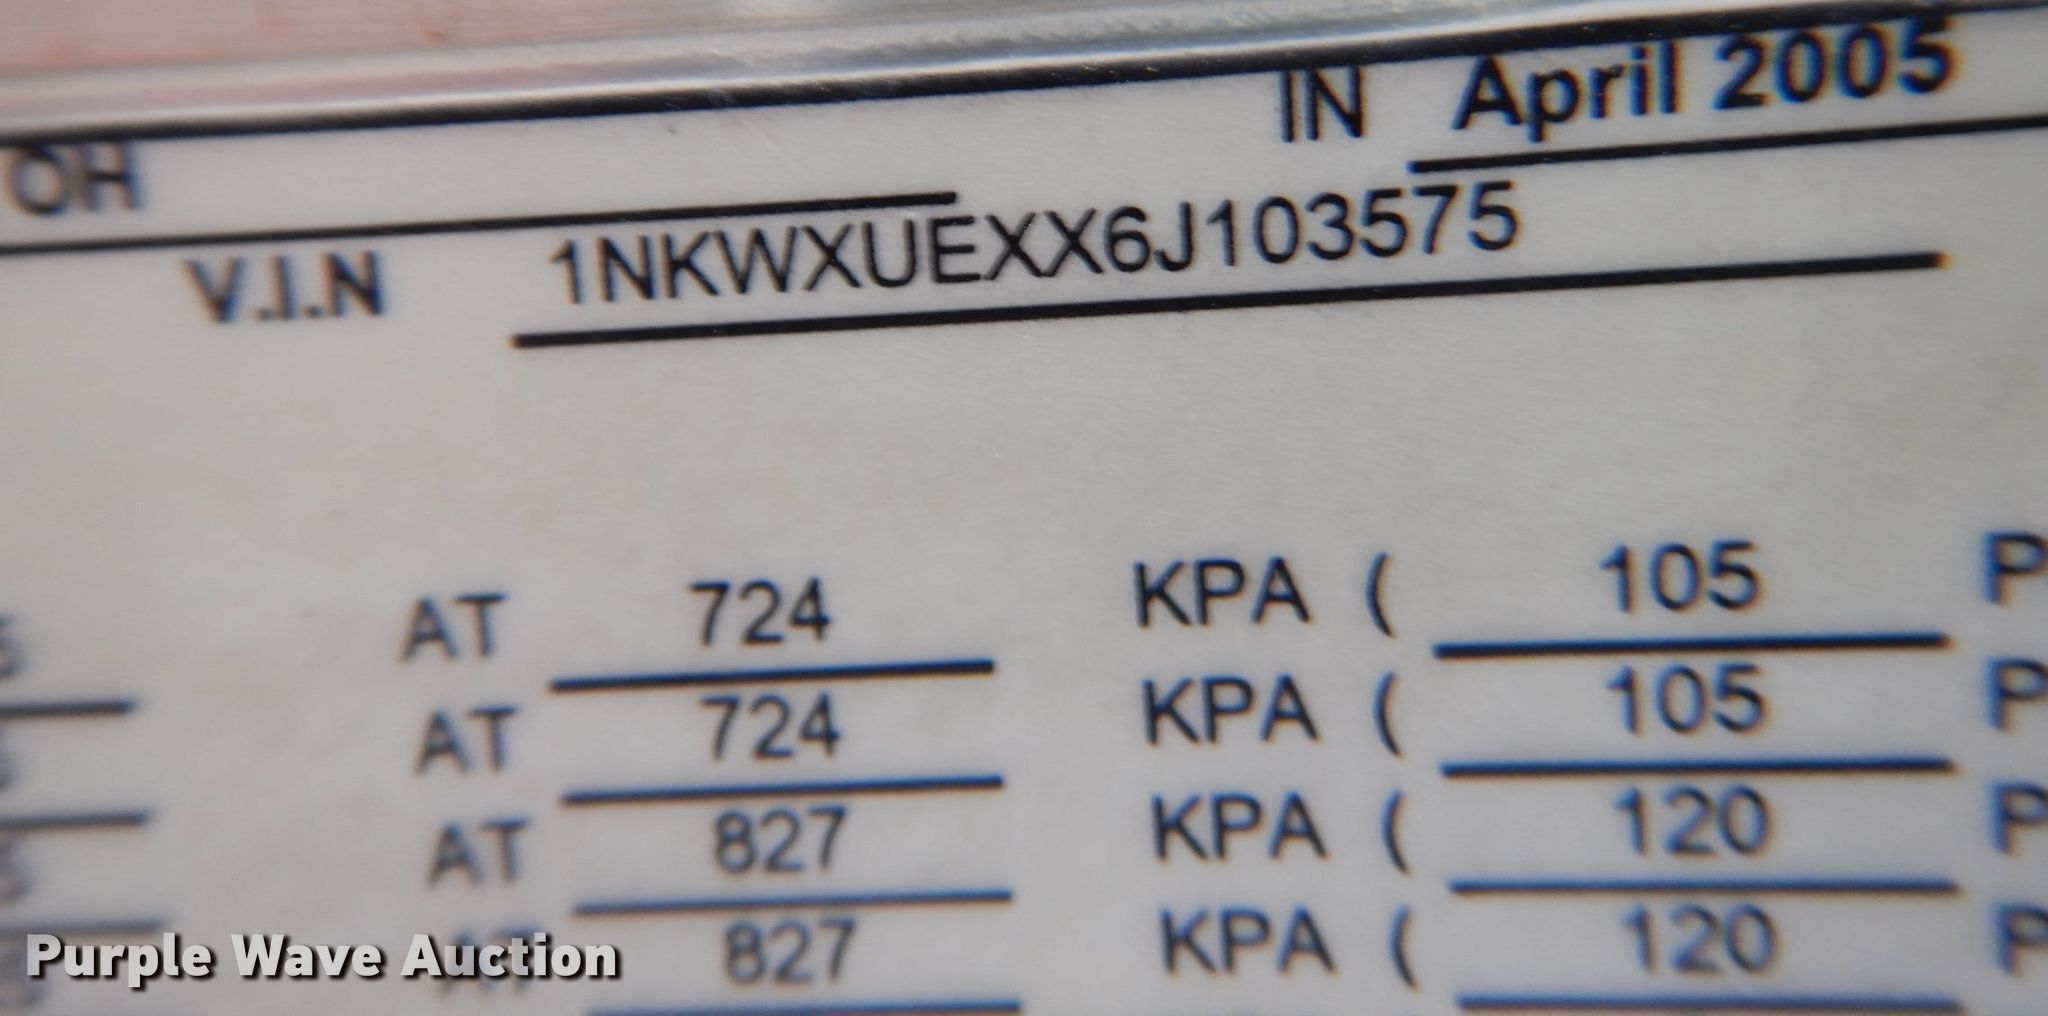 IN April 2005
OH
V.I.N 1NKWXUEXX6J103575
AT 724 KPA ( 105 P
AT 724 KPA ( 105 P
AT 827 KPA ( 120 P
AT 827 KPA ( 120 P
Purple Wave Auction